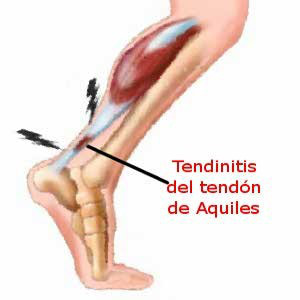 Tendinitis
del tendón
de Aquiles